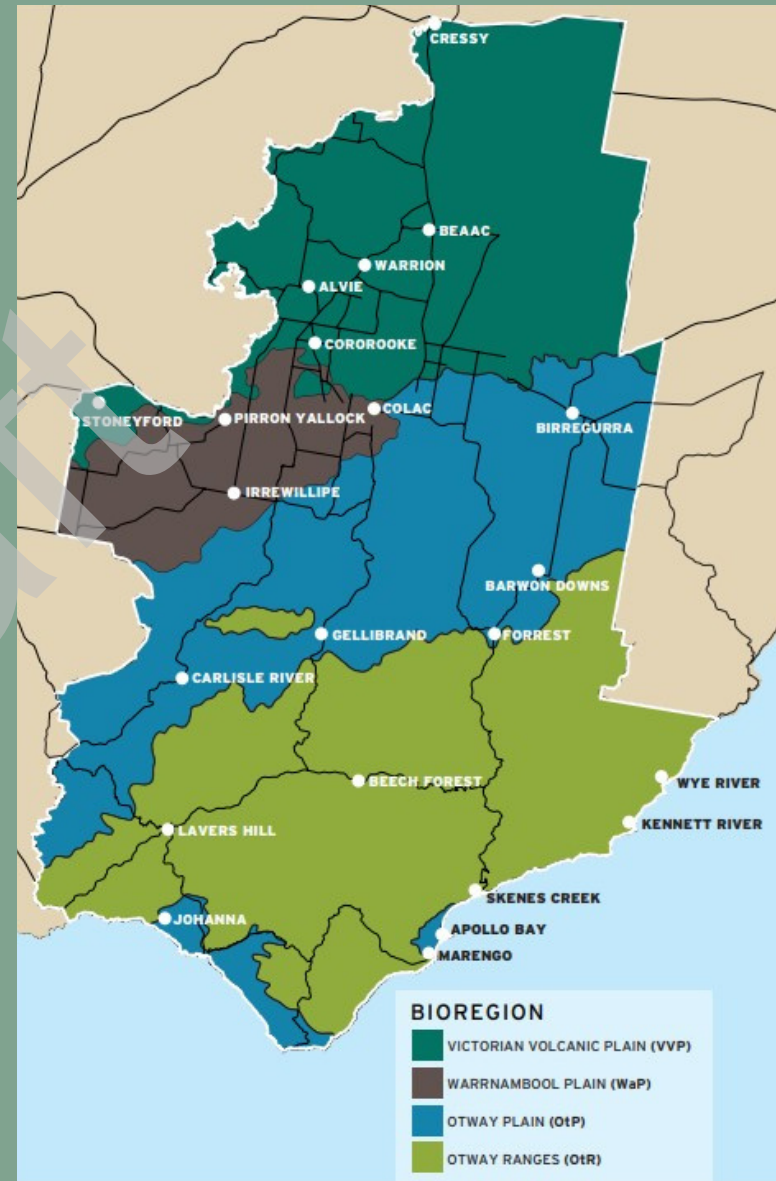 CRESSY
BEAAC
WARRION
ALVIE
COROROOKE
COLAC
STONEYFORD
PIRRON YALLOCK
BIRREGURRA
IRREWILLIPE
BARWON DOWNS
GELLIBRAND
FORREST
CARLISLE RIVER
BEECH FOREST
WYE RIVER
KENNETT RIVER
LAVERS HILL
SKENES CREEK
JOHANNA
APOLLO BAY
MARENGO
BIOREGION
VICTORIAN VOLCANIC PLAIN (VVP)
WARRNAMBOOL PLAIN (WaP)
OTWAY PLAIN (OtP)
OTWAY RANGES (OtR)